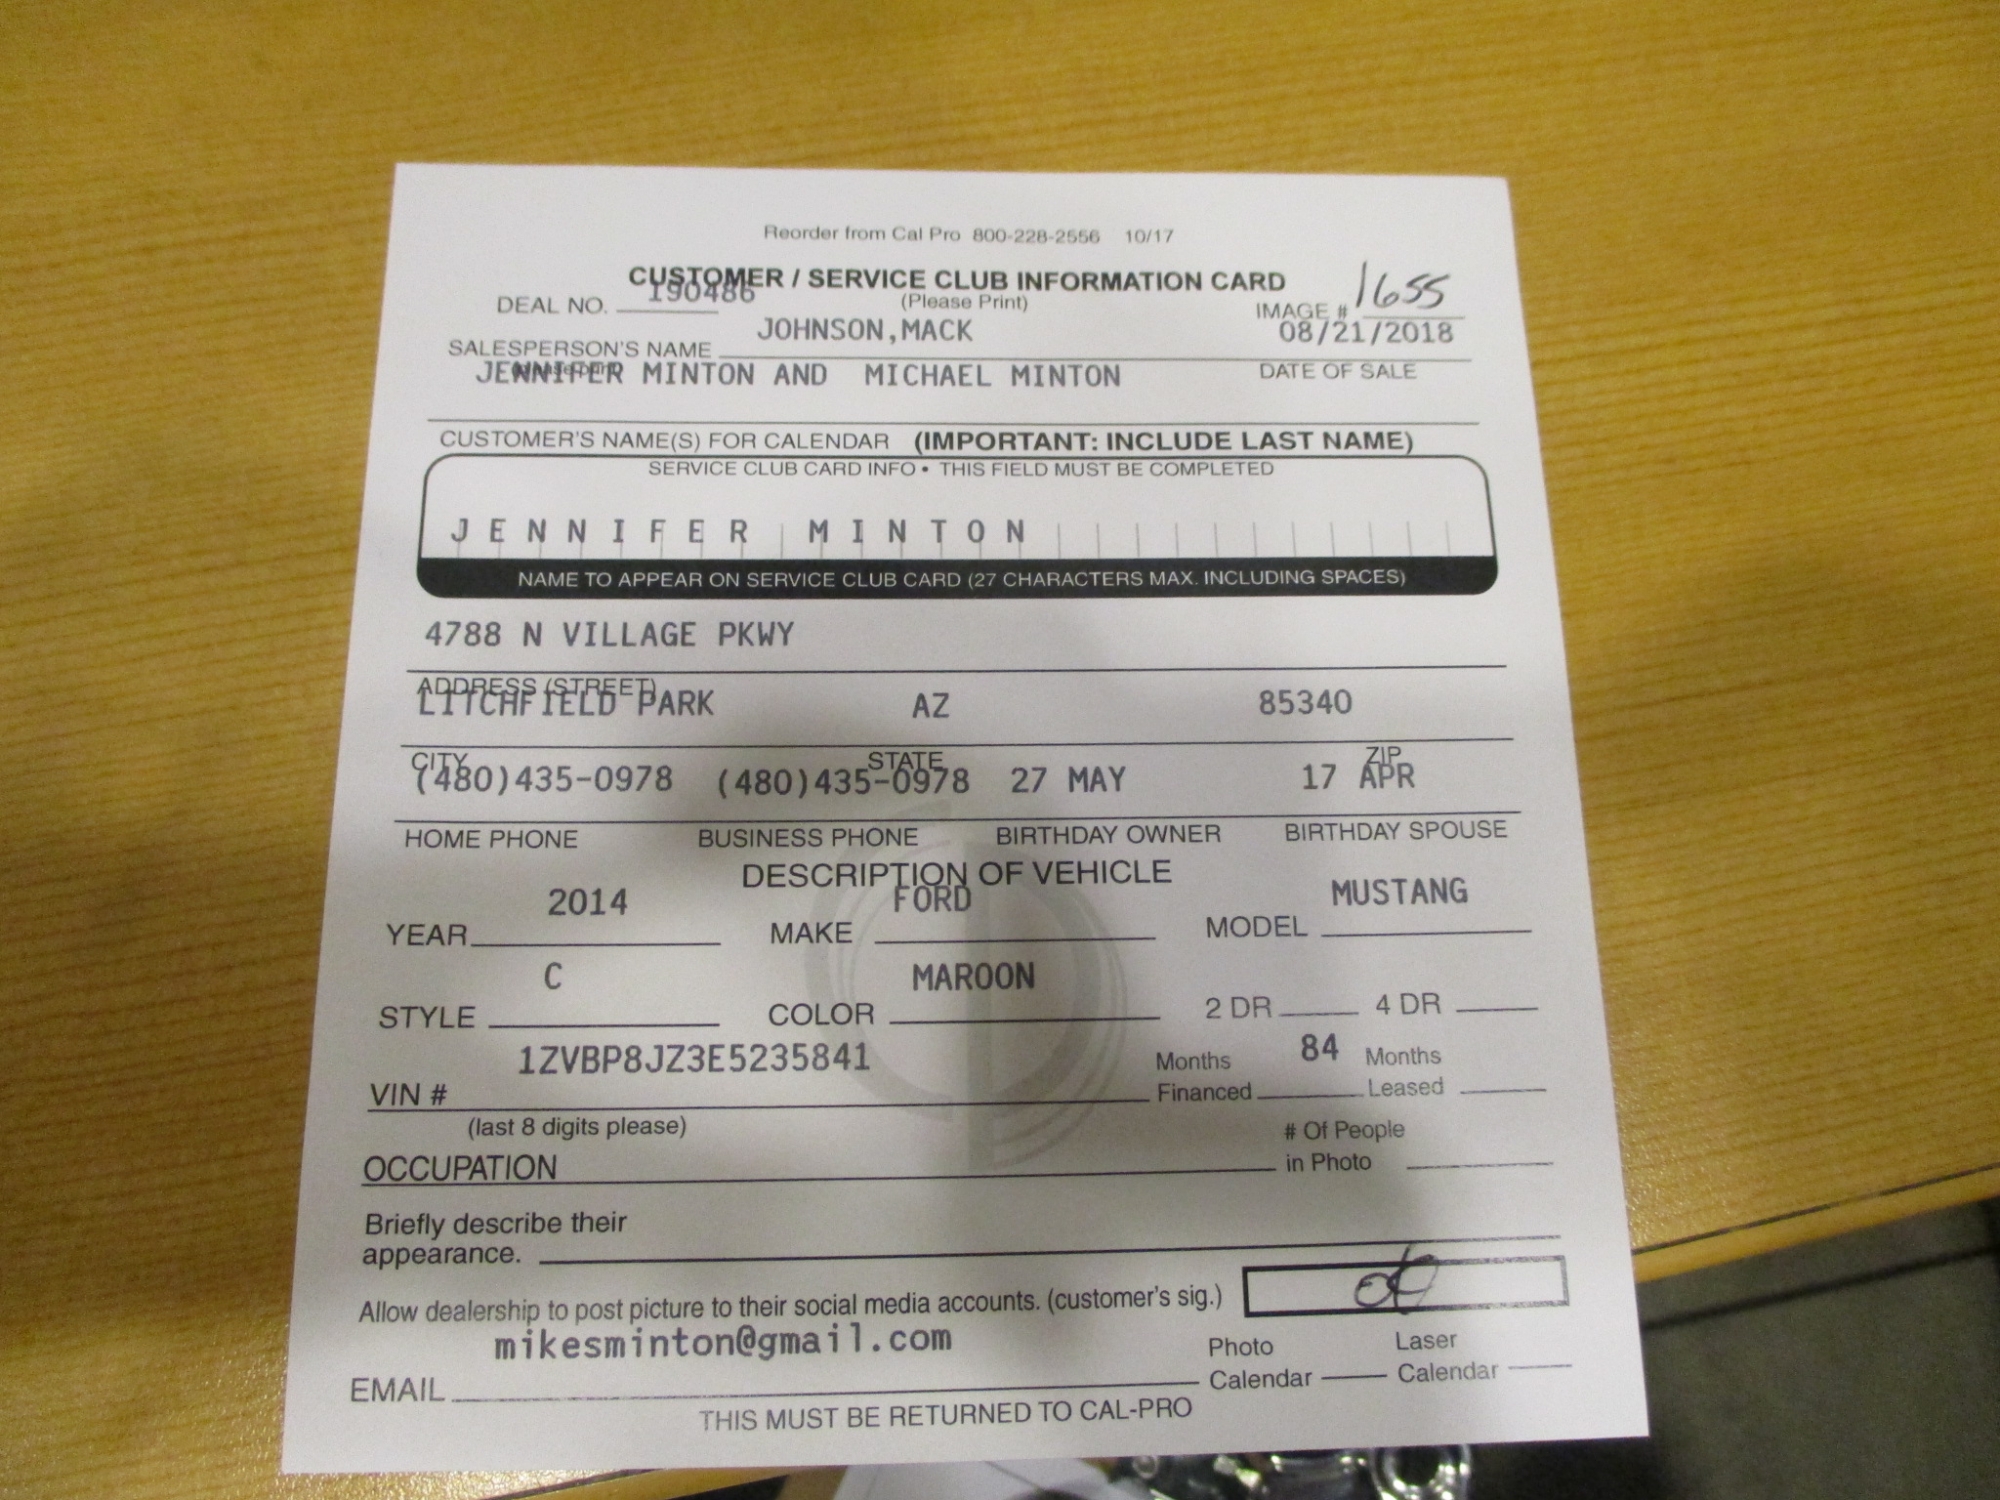 Reorder from Cal Pro 800-228-2556 10/17
CUSTOMER / SERVICE CLUB INFORMATION CARD
DEAL NO. 190486 (Please Print) IMAGE # 1655
JOHNSON,MACK 08/21/2018
SALESPERSON'S NAME
(please print)
JENNIFER MINTON AND MICHAEL MINTON DATE OF SALE
CUSTOMER'S NAME(S) FOR CALENDAR (IMPORTANT: INCLUDE LAST NAME)
SERVICE CLUB CARD INFO • THIS FIELD MUST BE COMPLETED
JENNIFER MINTON
NAME TO APPEAR ON SERVICE CLUB CARD (27 CHARACTERS MAX. INCLUDING SPACES)
4788 N VILLAGE PKWY
ADDRESS (STREET)
LITCHFIELD PARK AZ 85340
CITY STATE ZIP
(480)435-0978 (480)435-0978 27 MAY 17 APR
HOME PHONE BUSINESS PHONE BIRTHDAY OWNER BIRTHDAY SPOUSE
DESCRIPTION OF VEHICLE
2014 FORD MUSTANG
YEAR MAKE MODEL
C MAROON
STYLE COLOR 2 DR 4 DR
1ZVBP8JZ3E5235841 Months 84 Months
VIN # Financed Leased
(last 8 digits please) # Of People
OCCUPATION in Photo
Briefly describe their
appearance.
Allow dealership to post picture to their social media accounts. (customer's sig.)
mikesminton@gmail.com Photo Laser
EMAIL Calendar Calendar
THIS MUST BE RETURNED TO CAL-PRO